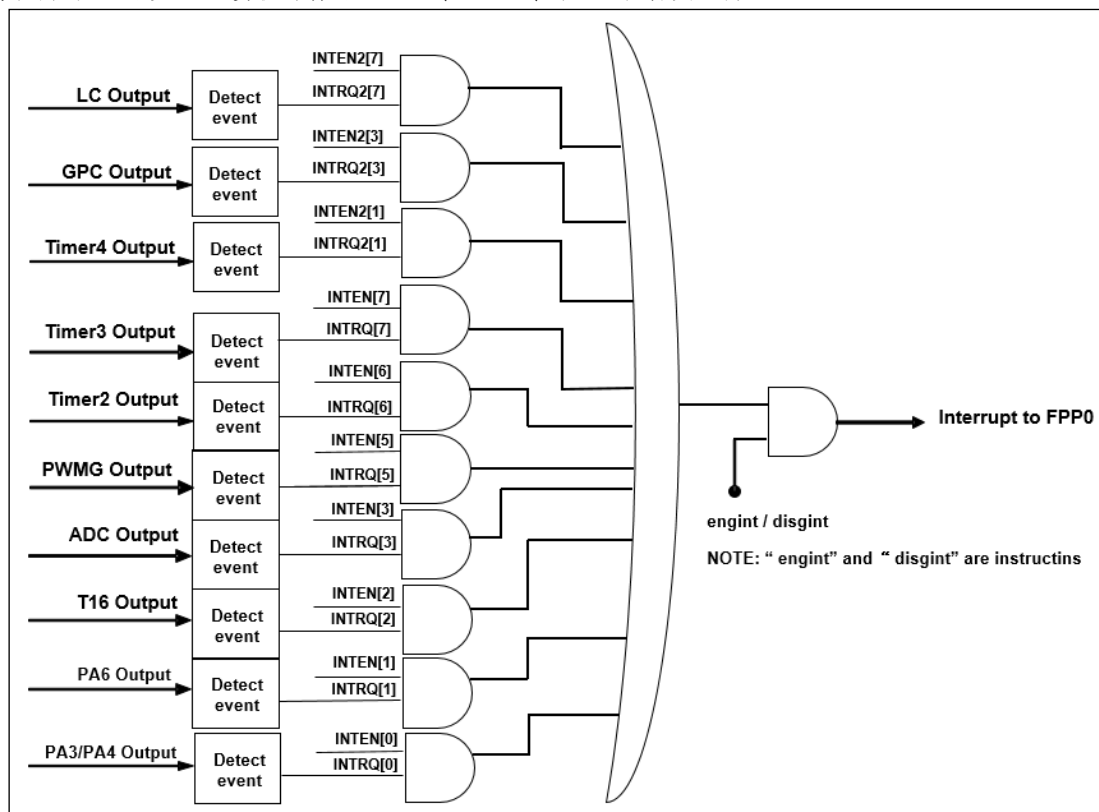 INTEN2[7]
LC Output
Detect
event
INTRQ2[7]
INTEN2[3]
GPC Output
Detect
event
INTRQ2[3]
INTEN2[1]
Timer4 Output
Detect
event
INTRQ2[1]
INTEN[7]
Timer3 Output
Detect
event
INTRQ[7]
INTEN[6]
Timer2 Output
Detect
event
INTRQ[6]
INTEN[5]
PWMG Output
Detect
event
INTRQ[5]
INTEN[3]
ADC Output
Detect
event
INTRQ[3]
INTEN[2]
T16 Output
Detect
event
INTRQ[2]
INTEN[1]
PA6 Output
Detect
event
INTRQ[1]
INTEN[0]
PA3/PA4 Output
Detect
event
INTRQ[0]
Interrupt to FPP0
engint / disgint
NOTE: “ engint” and “ disgint” are instructins